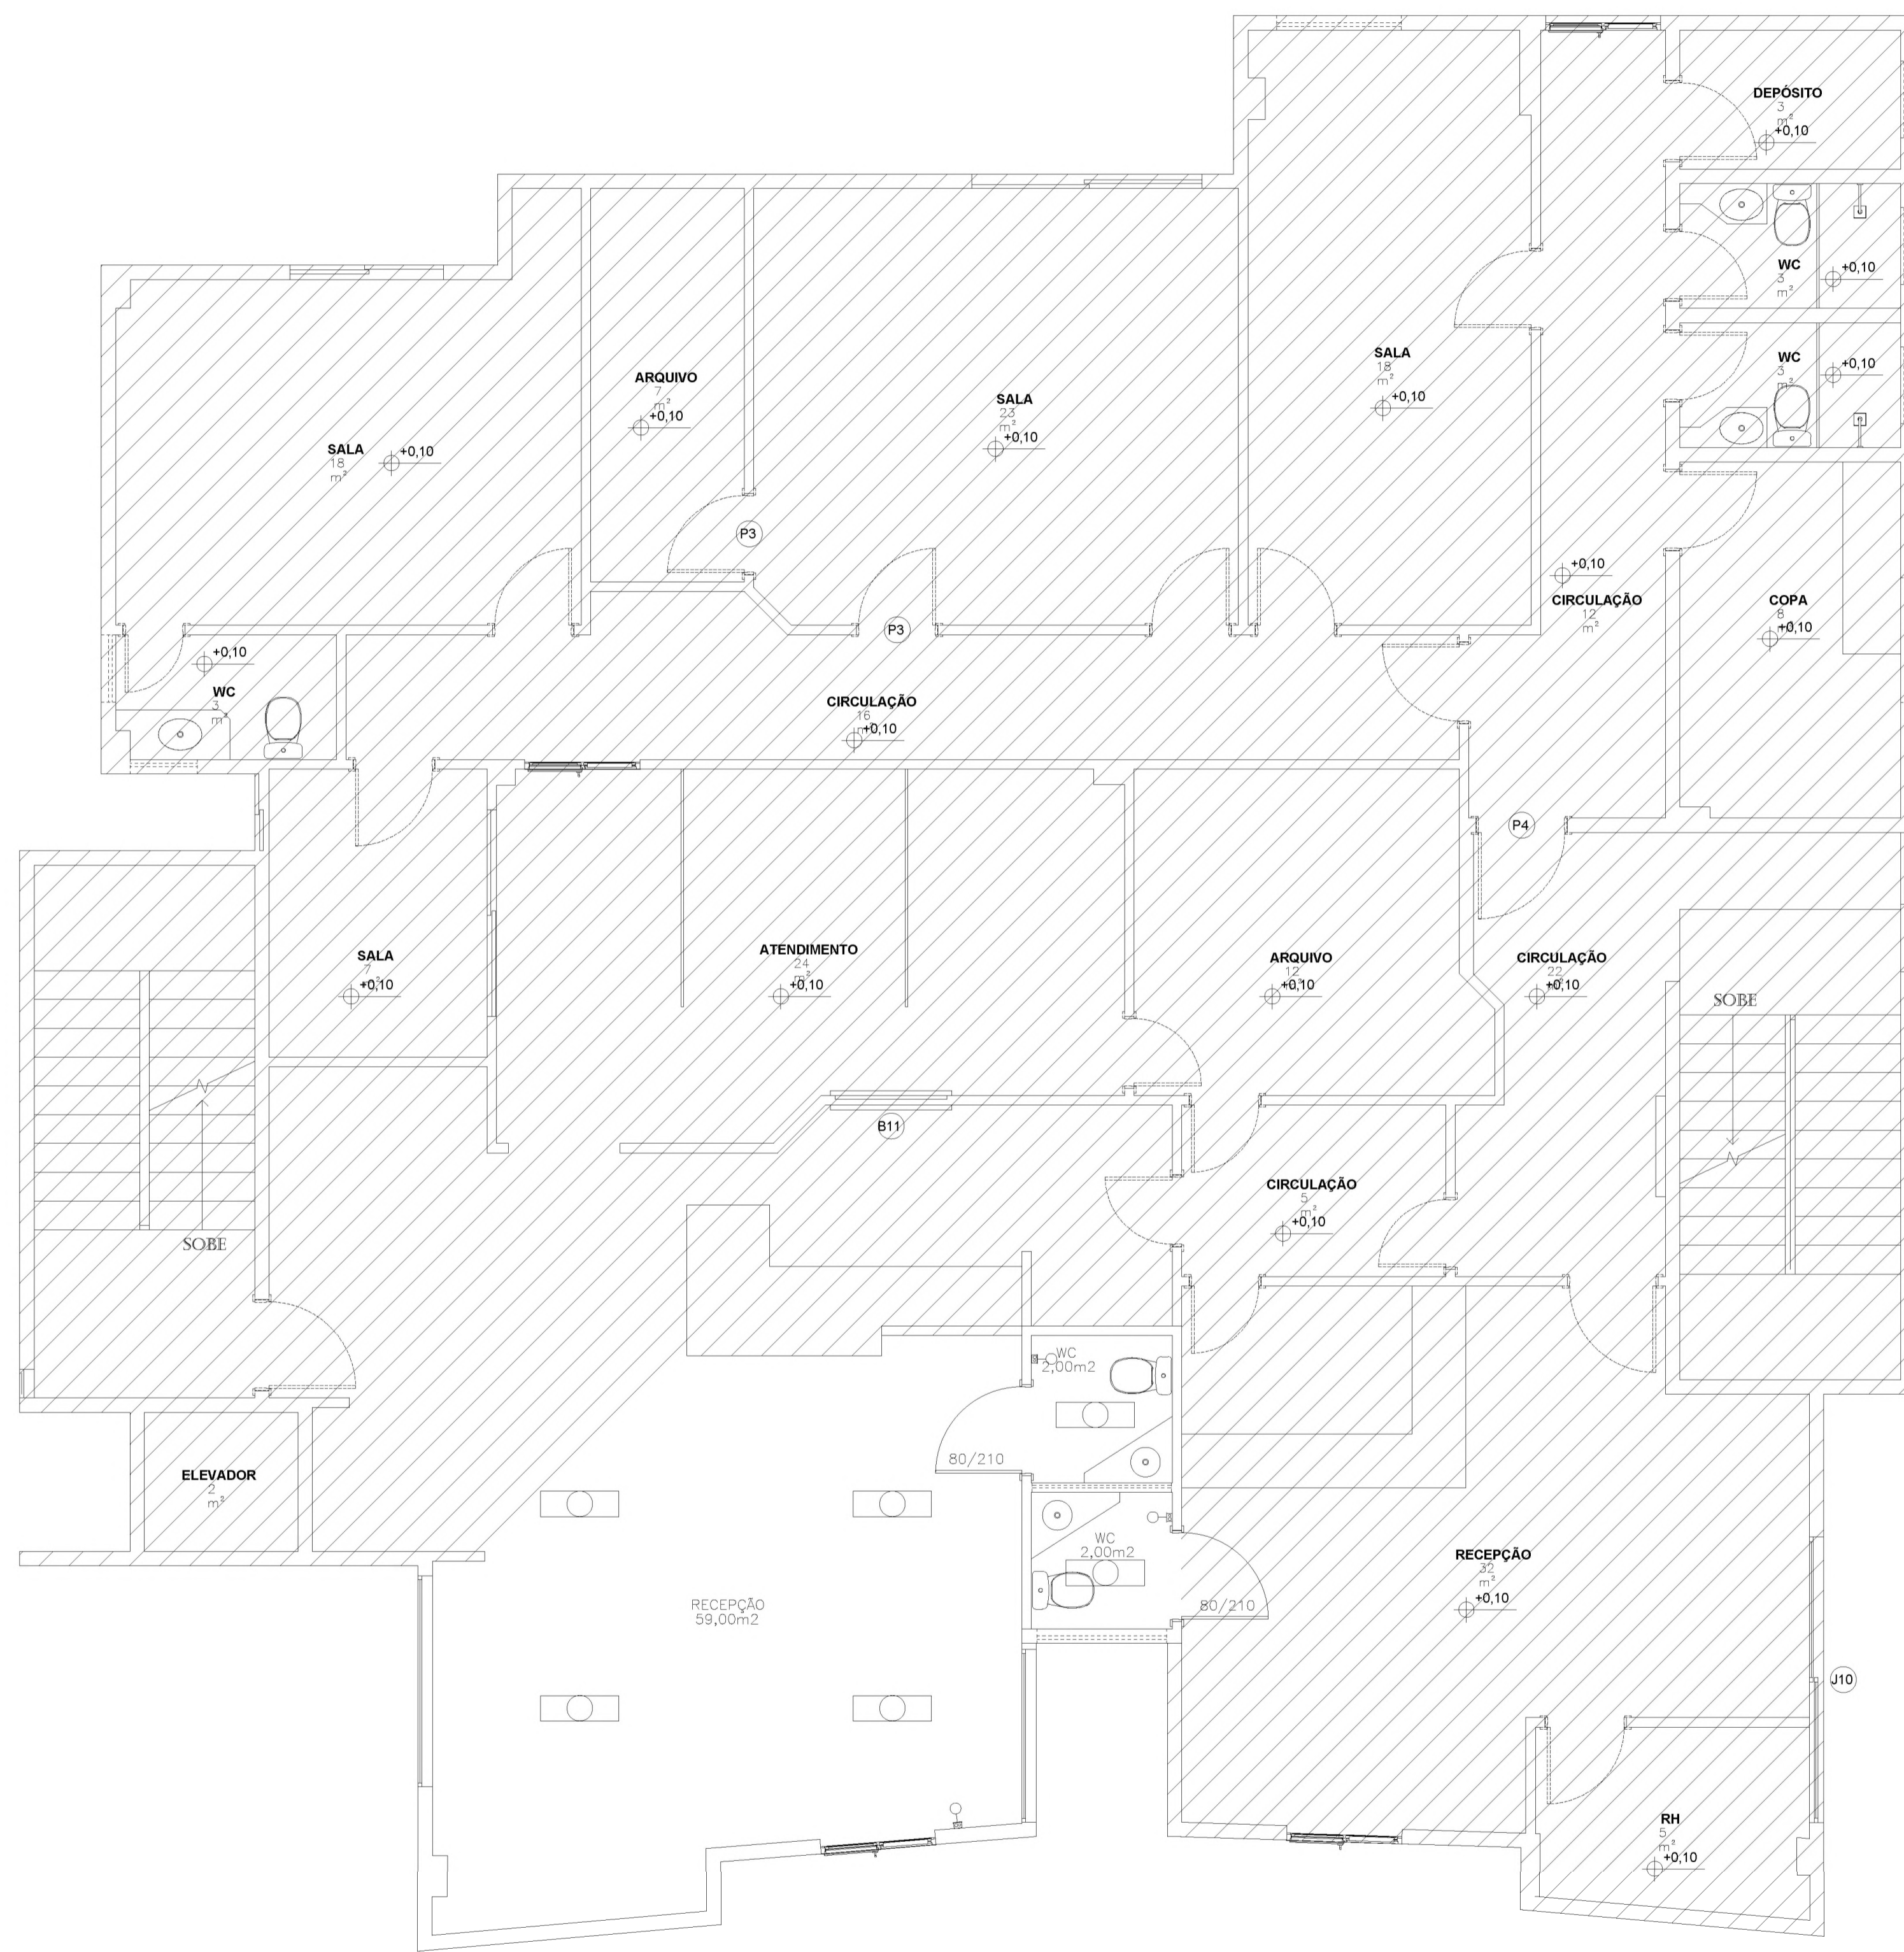 DEPÓSITO
3
m²
+0,10
WC
3
m²
+0,10
WC
3
m²
+0,10
SALA
18
m²
+0,10
ARQUIVO
7
m²
+0,10
SALA
23
m²
+0,10
SALA
18
m²
+0,10
P3
P3
+0,10
CIRCULAÇÃO
12
m²
COPA
8
m²
+0,10
+0,10
WC
3
m²
CIRCULAÇÃO
16
m²
+0,10
P4
SALA
7
m²
+0,10
ATENDIMENTO
24
m²
+0,10
ARQUIVO
12
m²
+0,10
CIRCULAÇÃO
22
m²
+0,10
SOBE
B11
CIRCULAÇÃO
5
m²
+0,10
SOBE
WC
2,00m2
80/210
ELEVADOR
2
m²
WC
2,00m2
80/210
RECEPÇÃO
59,00m2
RECEPÇÃO
32
m²
+0,10
J10
RH
5
m²
+0,10